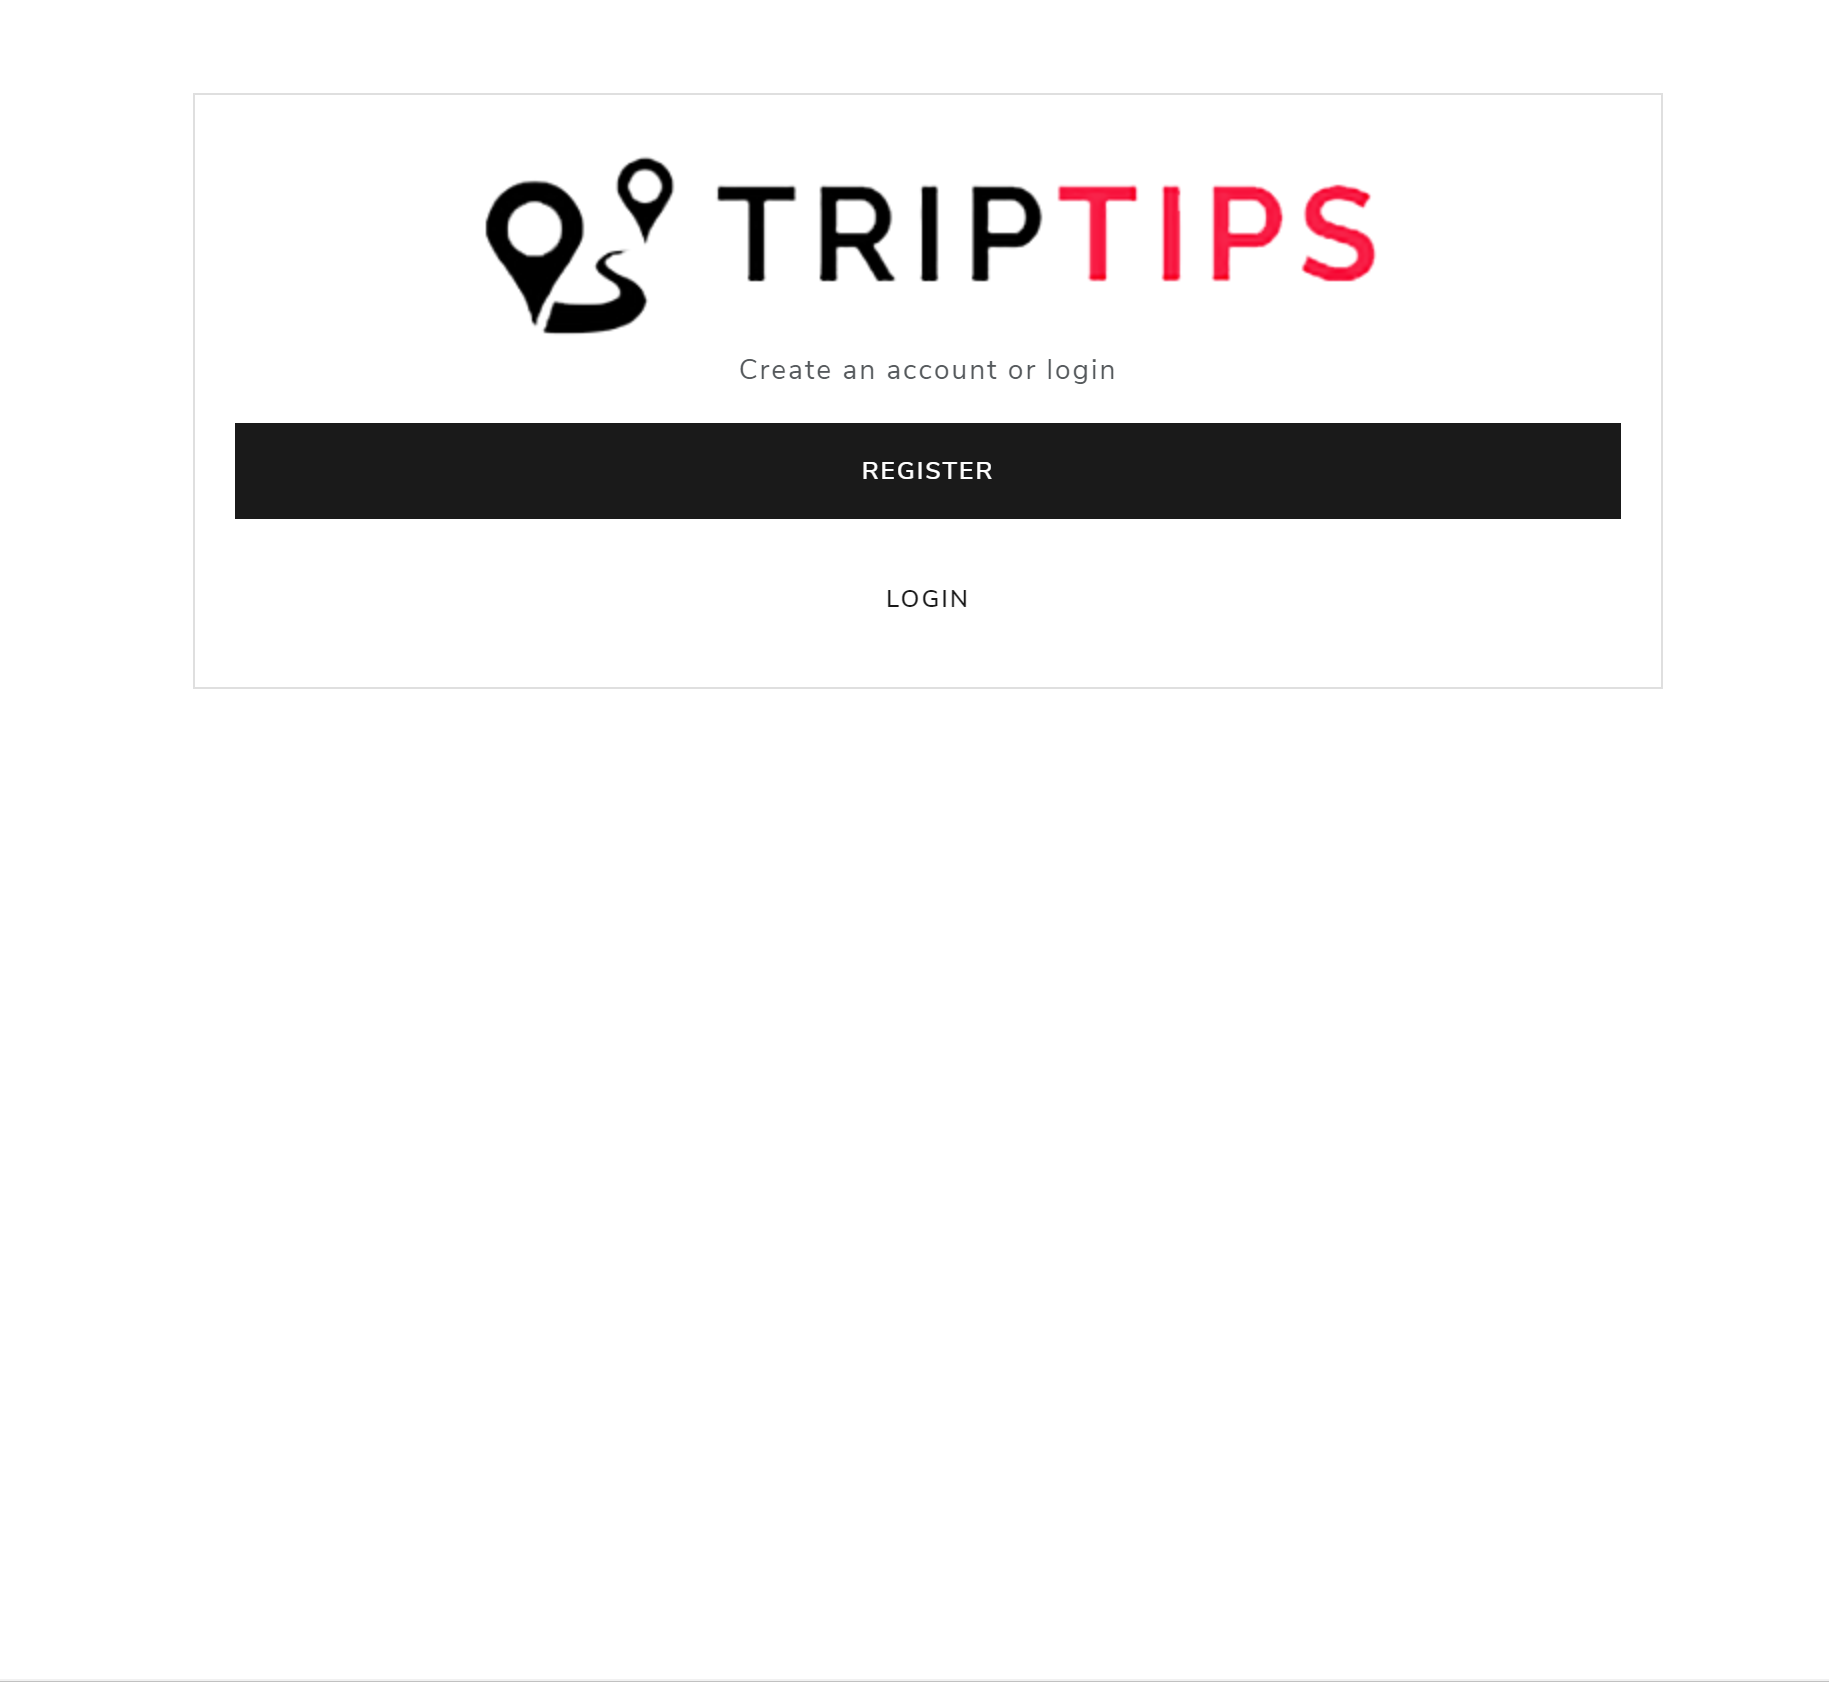 TRIPTIPS
Create an account or login
REGISTER
LOGIN